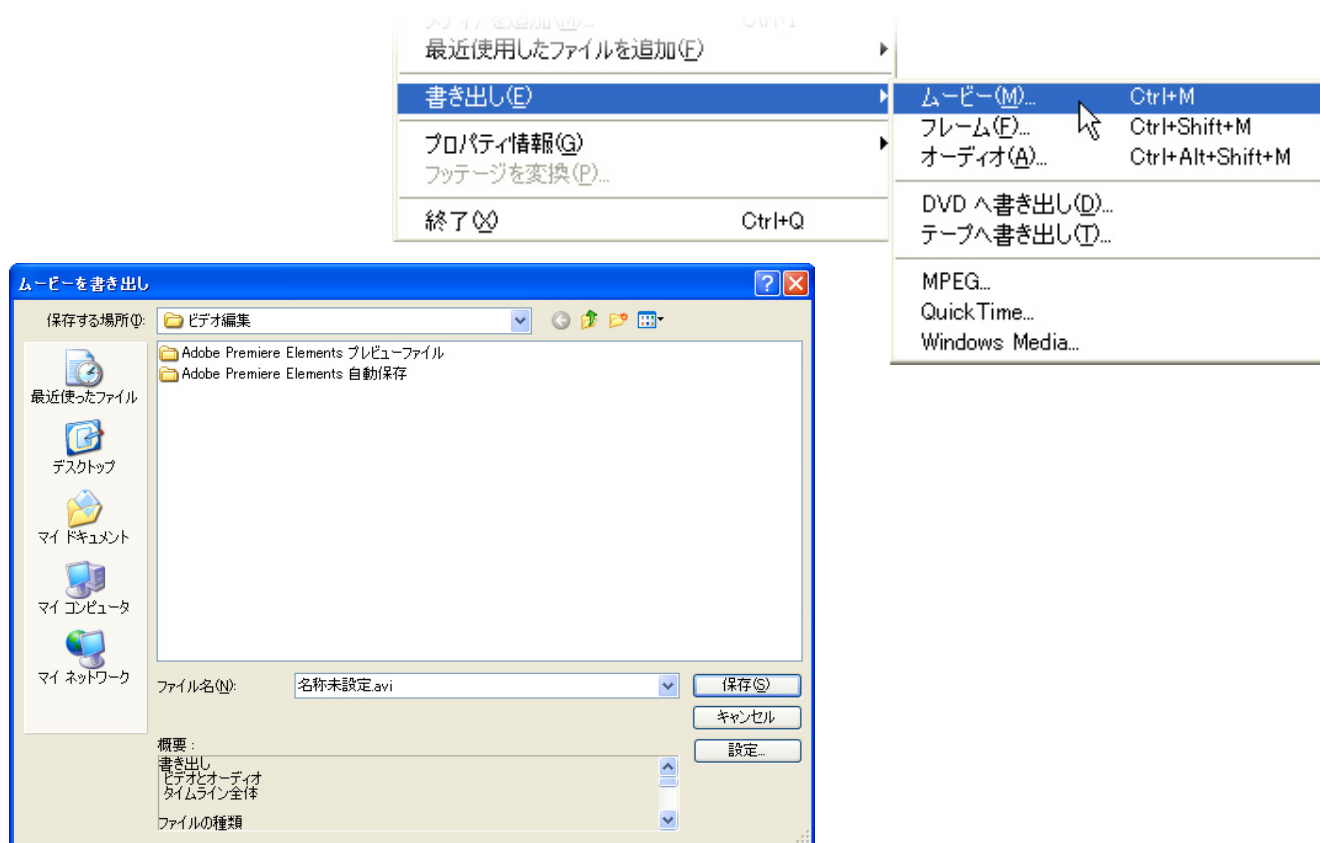 メディアを追加(M)... Ctrl+I
最近使用したファイルを追加(F)
書き出し(E)
プロパティ情報(G)
フッテージを変換(P)...
終了(X) Ctrl+Q
ムービー(M)... Ctrl+M
フレーム(F)... Ctrl+Shift+M
オーディオ(A)... Ctrl+Alt+Shift+M
DVD へ書き出し(D)...
テープへ書き出し(T)...
MPEG...
QuickTime...
Windows Media...
ムービーを書き出し
保存する場所(I): ビデオ編集
Adobe Premiere Elements プレビューファイル
Adobe Premiere Elements 自動保存
最近使ったファイル
デスクトップ
マイ ドキュメント
マイ コンピュータ
マイ ネットワーク
ファイル名(N): 名称未設定.avi 保存(S)
キャンセル
設定...
概要 :
書き出し
ビデオとオーディオ
タイムライン全体
ファイルの種類